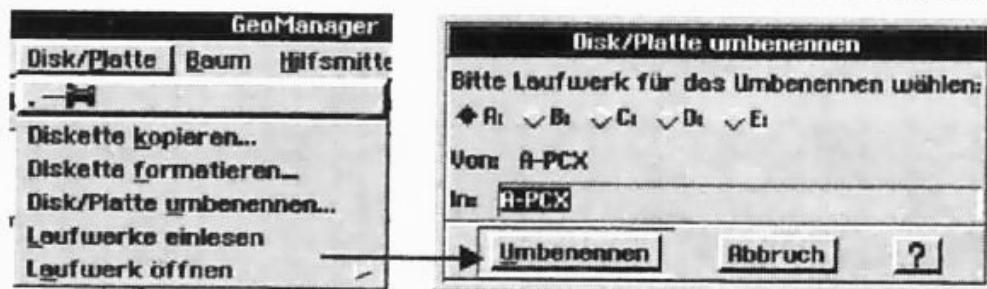 GeoManager
Disk/Platte Baum Hilfsmitte
Diskette kopieren...
Diskette formatieren...
Disk/Platte umbenennen...
Laufwerke einlesen
Laufwerk öffnen
Disk/Platte umbenennen
Bitte Laufwerk für das Umbenennen wählen:
A: B: C: D: E:
Von: A-PCX
In: A-PCX
Umbenennen Abbruch ?